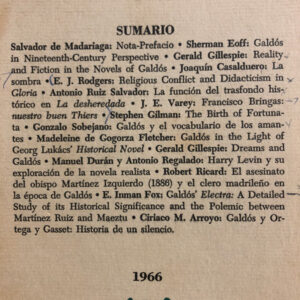 SUMARIO
Salvador de Madariaga: Nota-Prefacio • Sherman Eoff: Galdós
in Nineteenth-Century Perspective • Gerald Gillespie: Reality
and Fiction in the Novels of Galdós • Joaquín Casalduero: La
sombra • E. J. Rodgers: Religious Conflict and Didacticism in
Gloria • Antonio Ruiz Salvador: La función del trasfondo his-
tórico en La desheredada • J. E. Varey: Francisco Bringas:
nuestro buen Thiers • Stephen Gilman: The Birth of Fortuna-
ta • Gonzalo Sobejano: Galdós y el vocabulario de los aman-
tes • Madeleine de Gogorza Fletcher: Galdós in the Light of
Georg Lukács' Historical Novel • Gerald Gillespie: Dreams and
Galdós • Manuel Durán y Antonio Regalado: Harry Levin y su
exploración de la novela realista • Robert Ricard: El asesinato
del obispo Martínez Izquierdo (1886) y el clero madrileño en
la época de Galdós • E. Inman Fox: Galdós' Electra: A Detailed
Study of its Historical Significance and the Polemic between
Martínez Ruiz and Maeztu • Ciriaco M. Arroyo: Galdós y Or-
tega y Gasset: Historia de un silencio.
1966